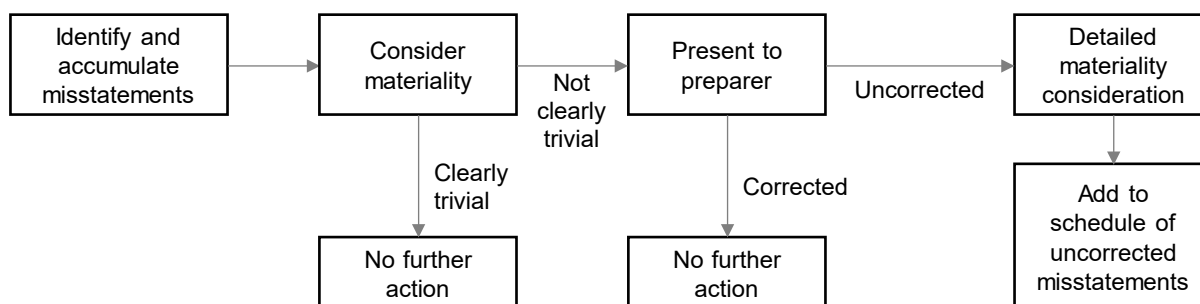 Identify and
accumulate
misstatements
Consider
materiality
Not
clearly
trivial
Present to
preparer
Uncorrected
Detailed
materiality
consideration
Clearly
trivial
Corrected
No further
action
No further
action
Add to
schedule of
uncorrected
misstatements